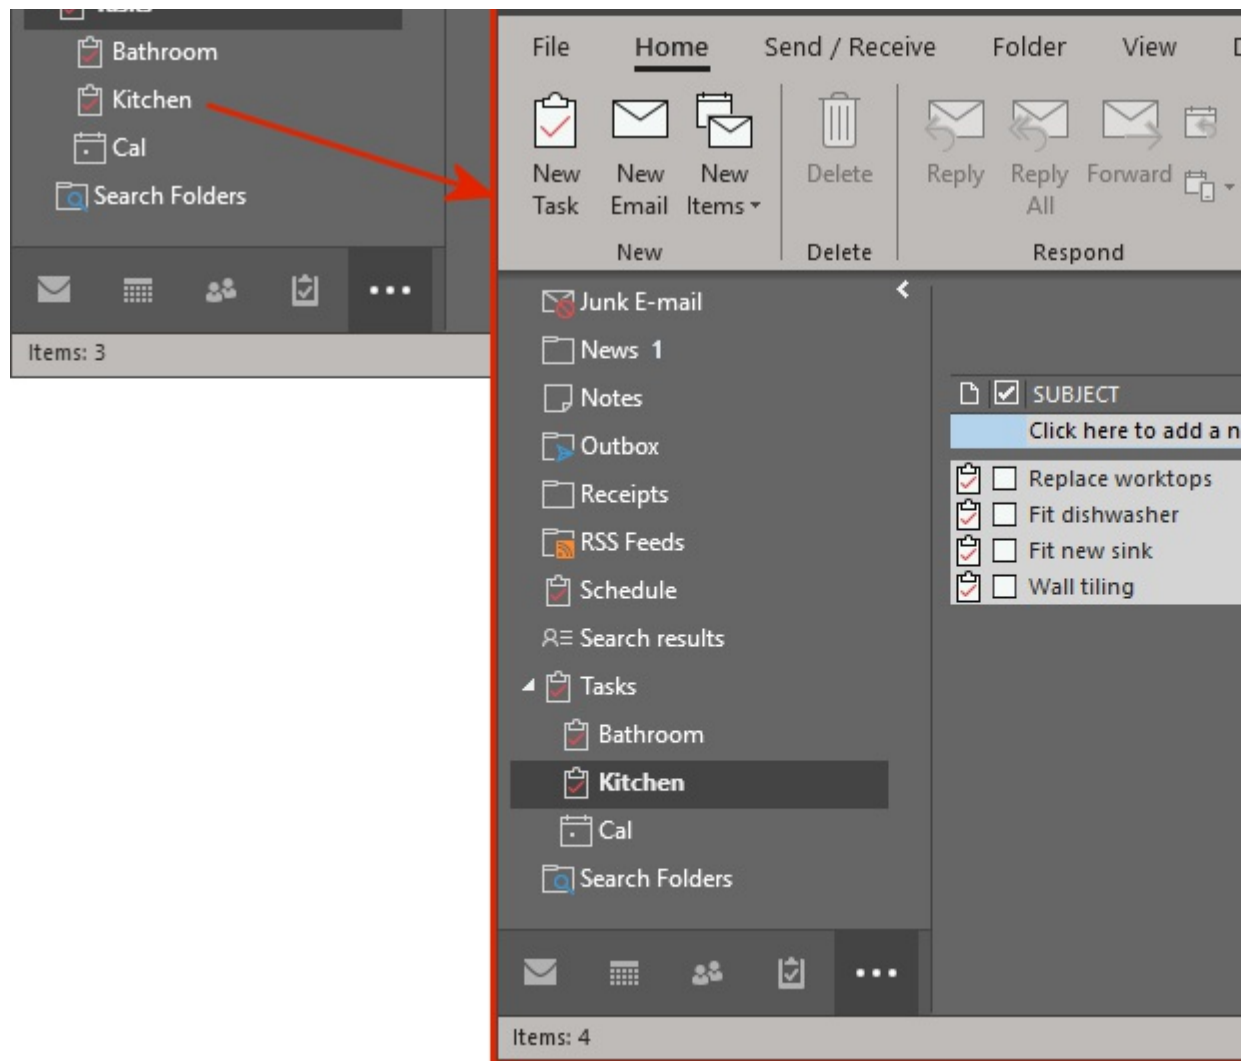 Tasks
Bathroom
Kitchen
Cal
Search Folders
Items: 3
File Home Send / Receive Folder View
New Task
New Email
New Items
Delete
Reply
Reply All
Forward
New
Delete
Respond
Junk E-mail
News 1
Notes
Outbox
Receipts
RSS Feeds
Schedule
Search results
Tasks
Bathroom
Kitchen
Cal
Search Folders
Items: 4
SUBJECT
Click here to add a n
Replace worktops
Fit dishwasher
Fit new sink
Wall tiling